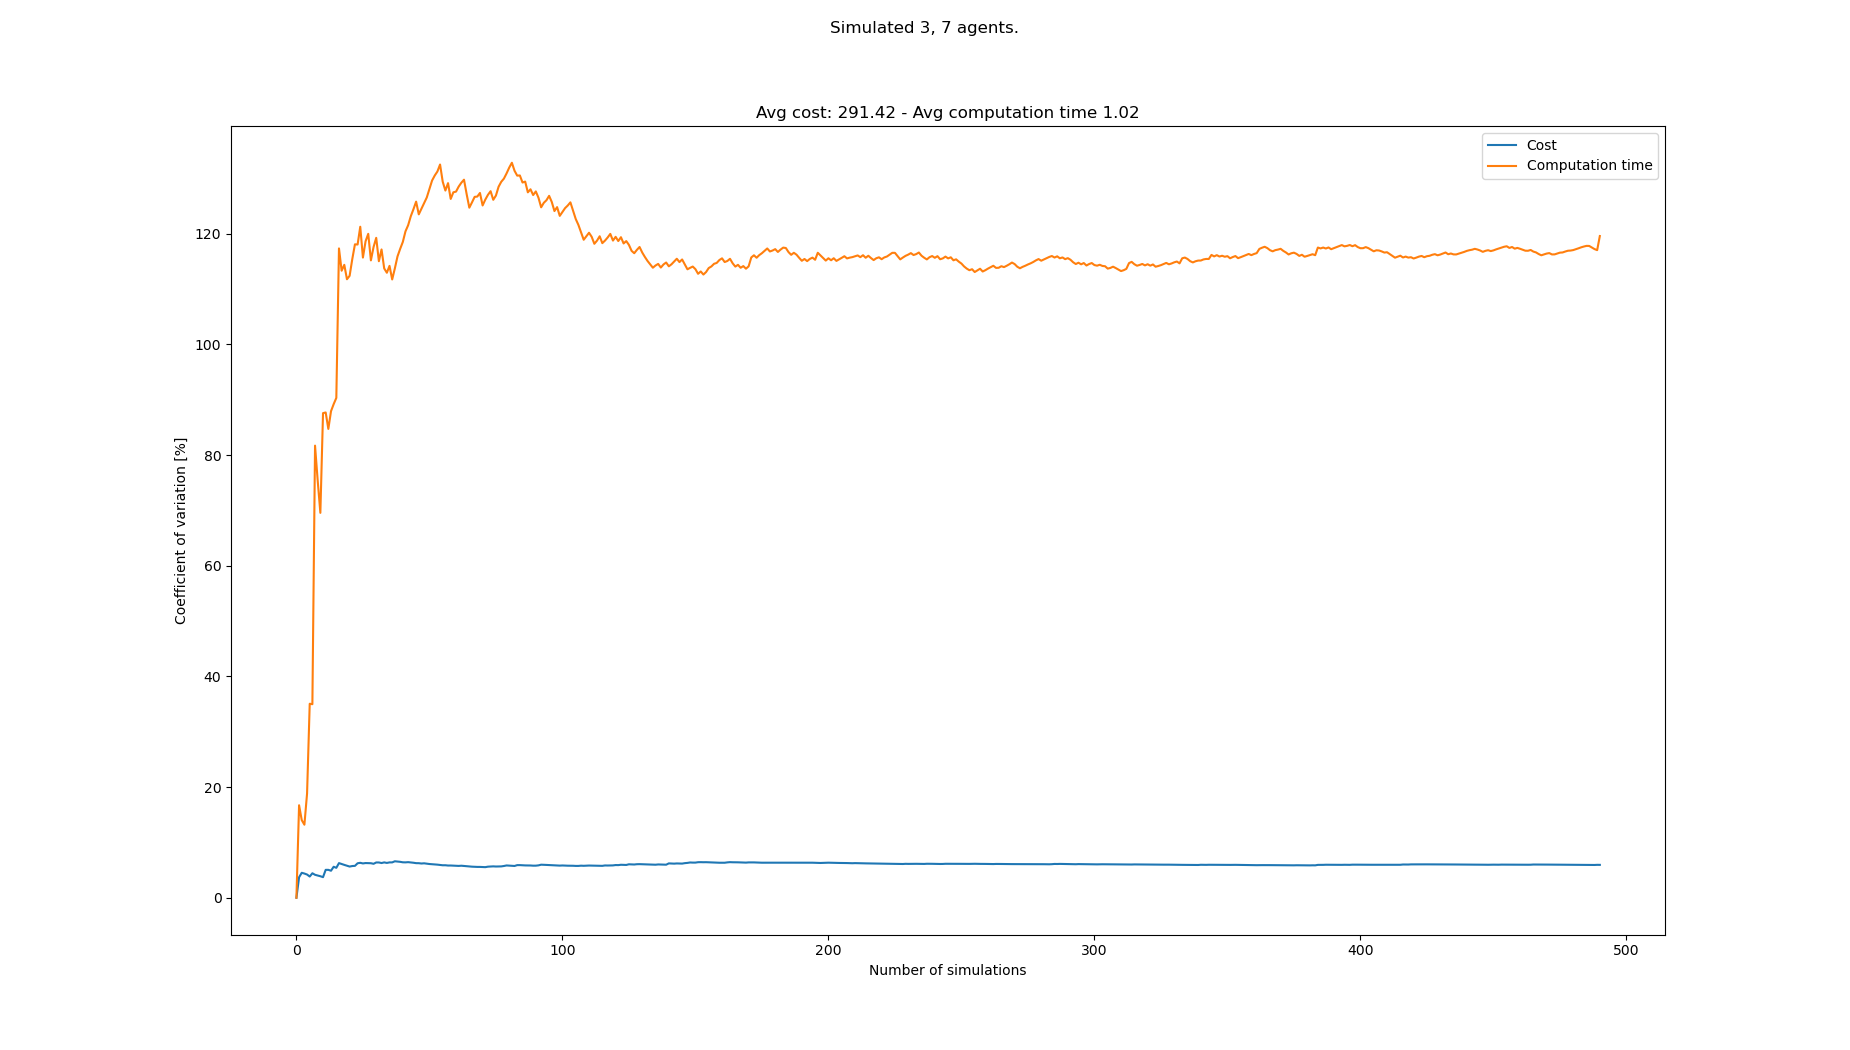 Simulated 3, 7 agents.
Avg cost: 291.42 - Avg computation time 1.02
Cost
Computation time
Coefficient of variation [%]
120
100
80
60
40
20
0
0 100 200 300 400 500
Number of simulations